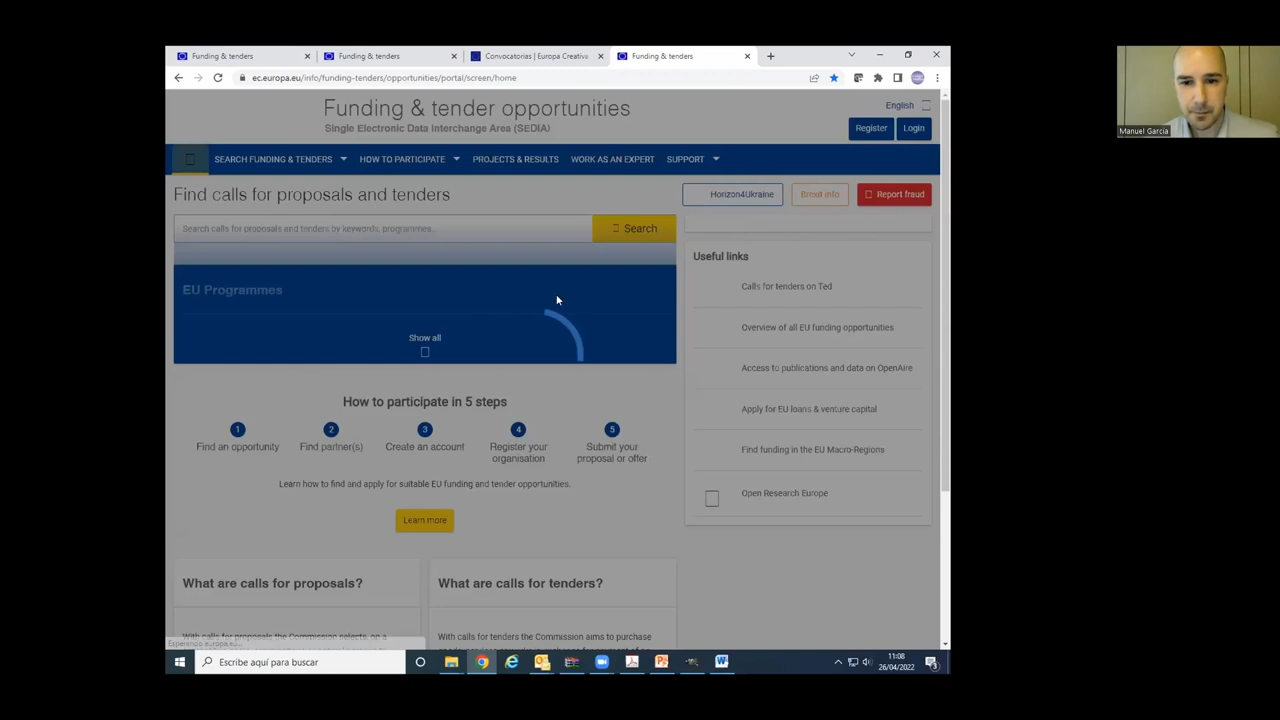 Funding & tenders
Funding & tenders
Convocatorias | Europa Creativa
Funding & tenders
ec.europa.eu/info/funding-tenders/opportunities/portal/screen/home
Funding & tender opportunities
Single Electronic Data Interchange Area (SEDIA)
English
Register
Login
SEARCH FUNDING & TENDERS
HOW TO PARTICIPATE
PROJECTS & RESULTS
WORK AS AN EXPERT
SUPPORT
Find calls for proposals and tenders
Horizon4Ukraine
Brexit info
Report fraud
Search calls for proposals and tenders by keywords, programmes...
Search
EU Programmes
Show all
Useful links
Calls for tenders on Ted
Overview of all EU funding opportunities
Access to publications and data on OpenAire
Apply for EU loans & venture capital
Find funding in the EU Macro-Regions
Open Research Europe
How to participate in 5 steps
1
2
3
4
5
Find an opportunity
Find partner(s)
Create an account
Register your
organisation
Submit your
proposal or offer
Learn how to find and apply for suitable EU funding and tender opportunities.
Learn more
What are calls for proposals?
What are calls for tenders?
With calls for proposals the Commission selects, on a
With calls for tenders the Commission aims to purchase
Esperando europa.eu...
Escribe aquí para buscar
11:08
26/04/2022
3
Manuel Garcia